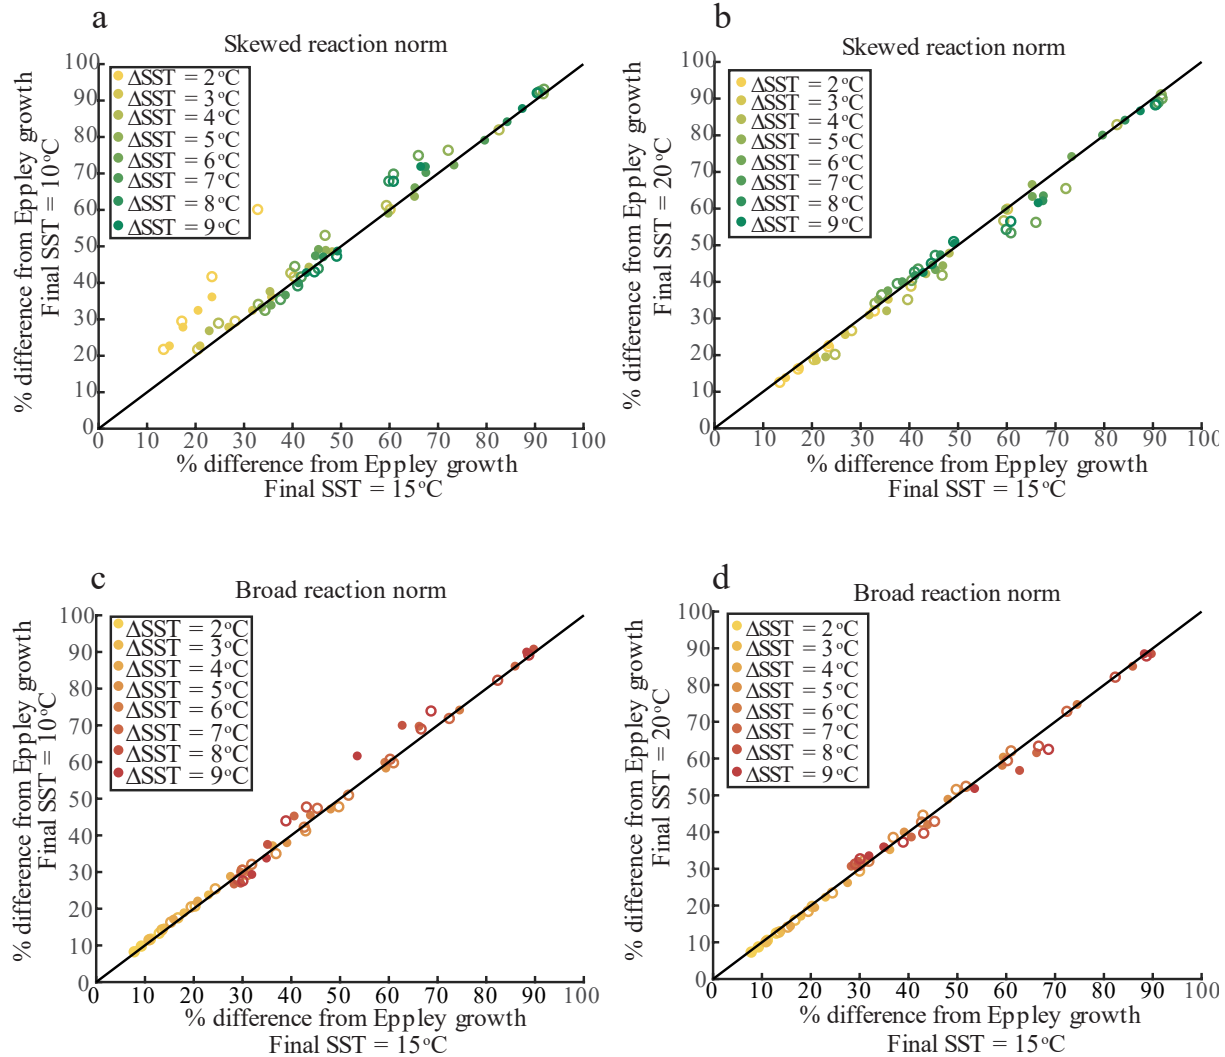 a
Skewed reaction norm
% difference from Eppley growth
Final SST = 10°C
100
90
80
70
60
50
40
30
20
10
0
ΔSST = 2°C
ΔSST = 3°C
ΔSST = 4°C
ΔSST = 5°C
ΔSST = 6°C
ΔSST = 7°C
ΔSST = 8°C
ΔSST = 9°C
0 10 20 30 40 50 60 70 80 90 100
% difference from Eppley growth
Final SST = 15°C
b
Skewed reaction norm
% difference from Eppley growth
Final SST = 20°C
100
90
80
70
60
50
40
30
20
10
0
ΔSST = 2°C
ΔSST = 3°C
ΔSST = 4°C
ΔSST = 5°C
ΔSST = 6°C
ΔSST = 7°C
ΔSST = 8°C
ΔSST = 9°C
0 10 20 30 40 50 60 70 80 90 100
% difference from Eppley growth
Final SST = 15°C
c
Broad reaction norm
% difference from Eppley growth
Final SST = 10°C
100
90
80
70
60
50
40
30
20
10
0
ΔSST = 2°C
ΔSST = 3°C
ΔSST = 4°C
ΔSST = 5°C
ΔSST = 6°C
ΔSST = 7°C
ΔSST = 8°C
ΔSST = 9°C
0 10 20 30 40 50 60 70 80 90 100
% difference from Eppley growth
Final SST = 15°C
d
Broad reaction norm
% difference from Eppley growth
Final SST = 20°C
100
90
80
70
60
50
40
30
20
10
0
ΔSST = 2°C
ΔSST = 3°C
ΔSST = 4°C
ΔSST = 5°C
ΔSST = 6°C
ΔSST = 7°C
ΔSST = 8°C
ΔSST = 9°C
0 10 20 30 40 50 60 70 80 90 100
% difference from Eppley growth
Final SST = 15°C